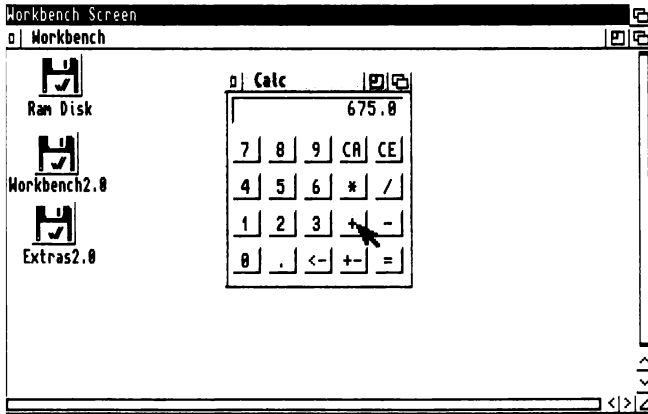 Workbench Screen
Workbench
Ram Disk
Workbench2.0
Extras2.0
Calc
675.0
7 8 9 CA CE
4 5 6 * /
1 2 3 + -
0 . <- +- =